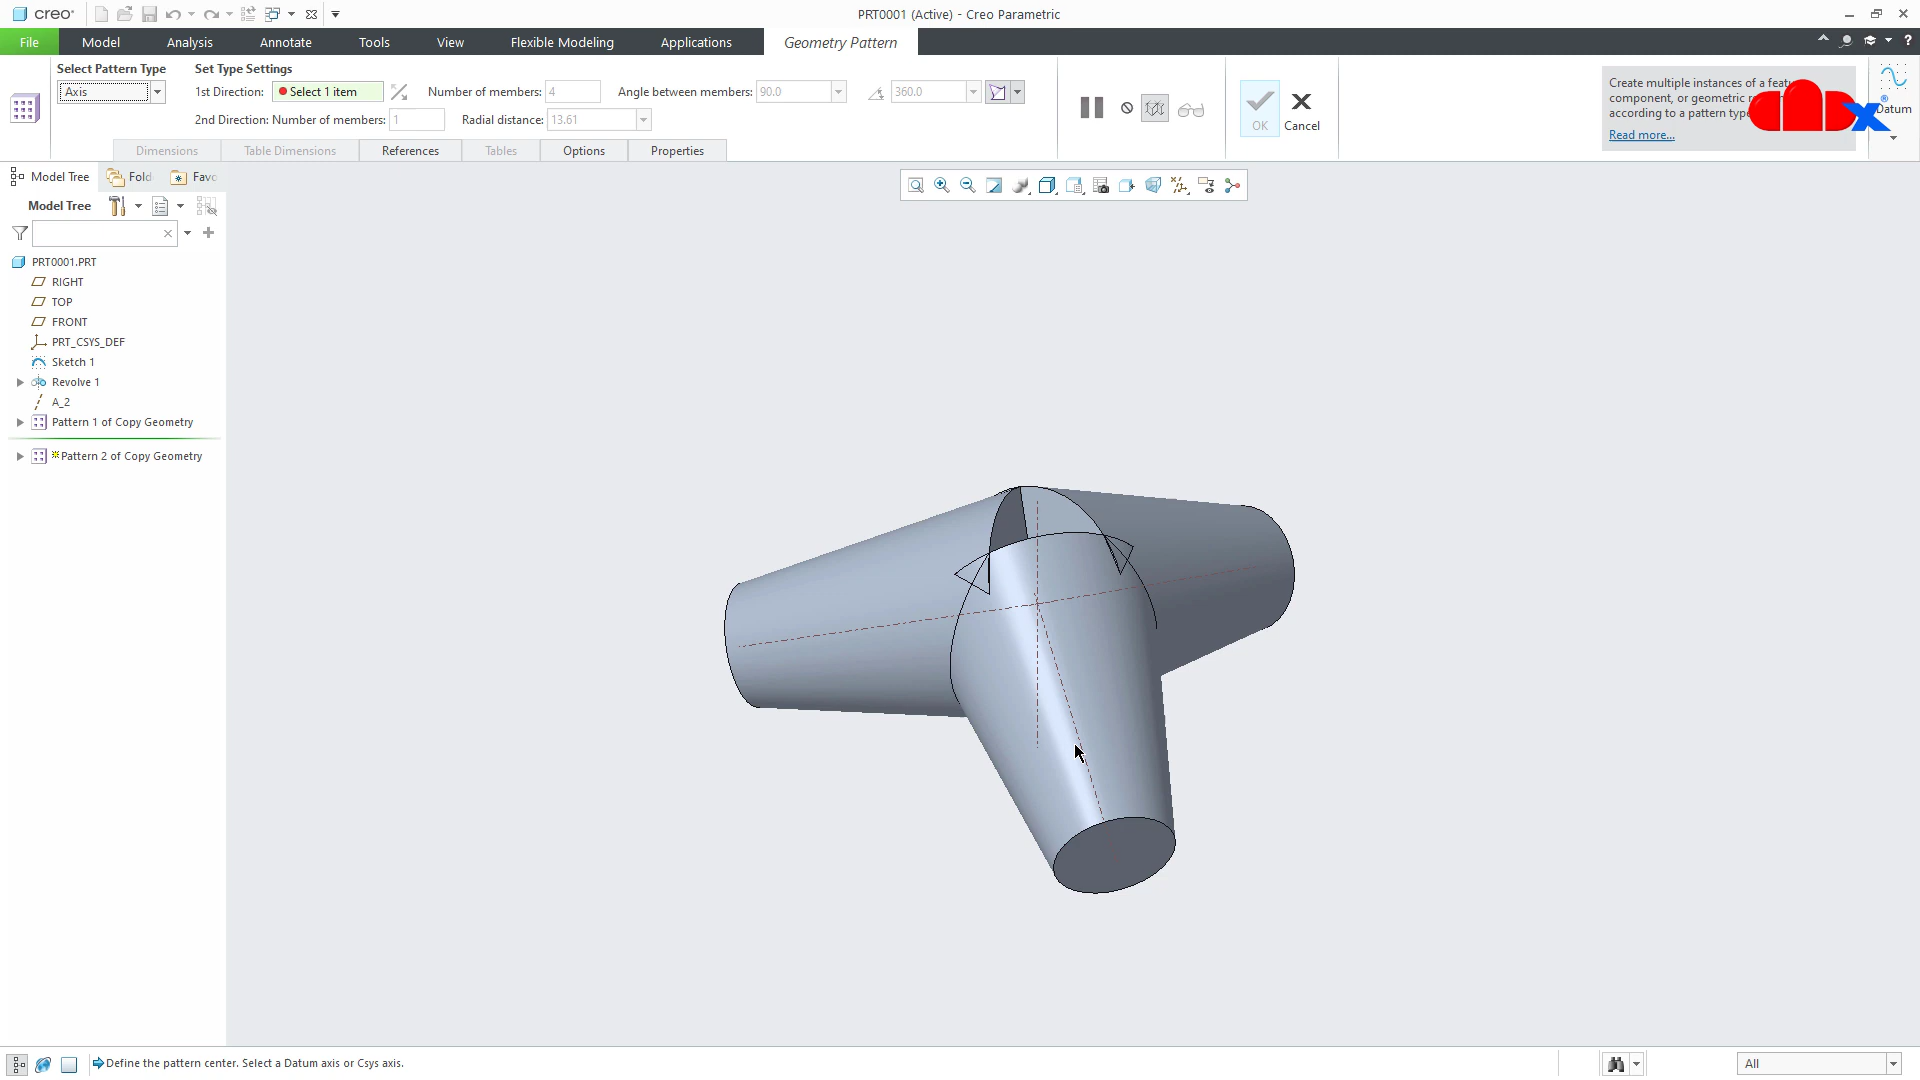 creo
PRT0001 (Active) - Creo Parametric
File
Model
Analysis
Annotate
Tools
View
Flexible Modeling
Applications
Geometry Pattern
?
Select Pattern Type
Set Type Settings
Axis
1st Direction:
Select 1 item
Number of members:
4
Angle between members:
90.0
360.0
2nd Direction: Number of members:
1
Radial distance:
13.61
OK
Cancel
Create multiple instances of a
component, or geometric
according to a pattern
Read more...
Datum
Dimensions
Table Dimensions
References
Tables
Options
Properties
Model Tree
Fold
Favo
Model Tree
PRT0001.PRT
RIGHT
TOP
FRONT
PRT_CSYS_DEF
Sketch 1
Revolve 1
A_2
Pattern 1 of Copy Geometry
Pattern 2 of Copy Geometry
Define the pattern center. Select a Datum axis or Csys axis.
All